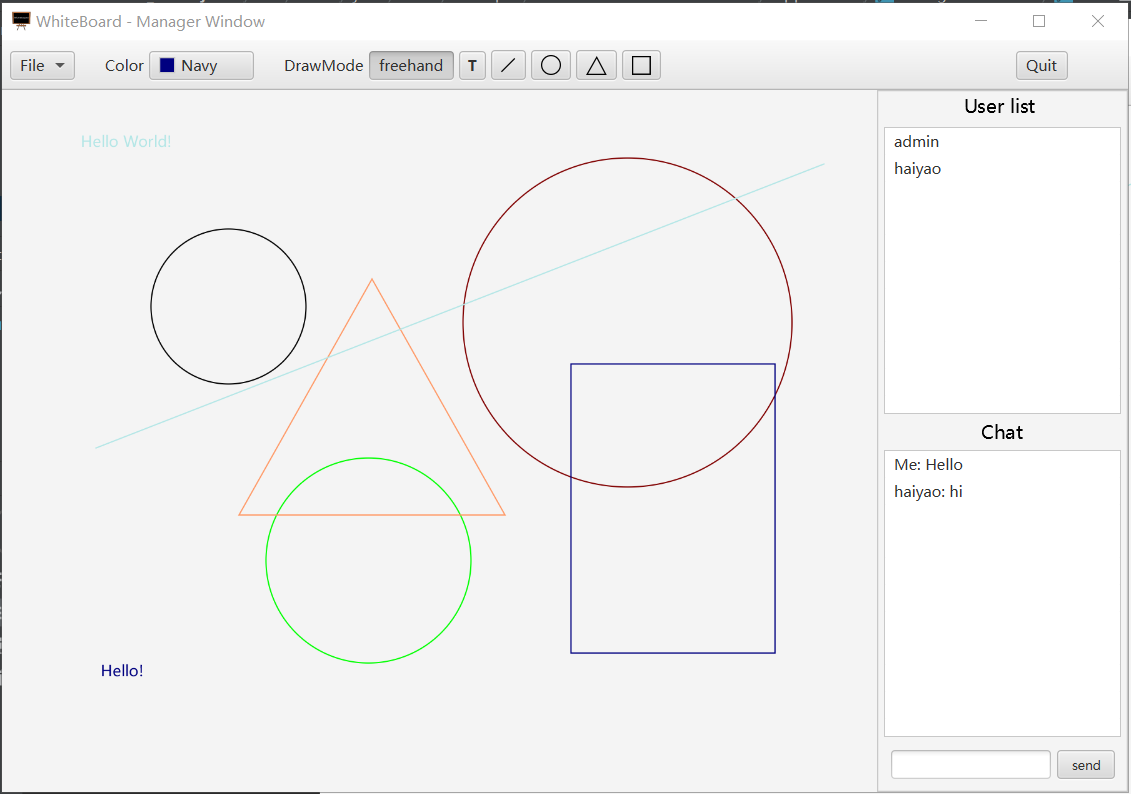 WhiteBoard - Manager Window
File Color Navy DrawMode freehand T Quit
Hello World!
Hello!
User list
admin
haiyao
Chat
Me: Hello
haiyao: hi
send